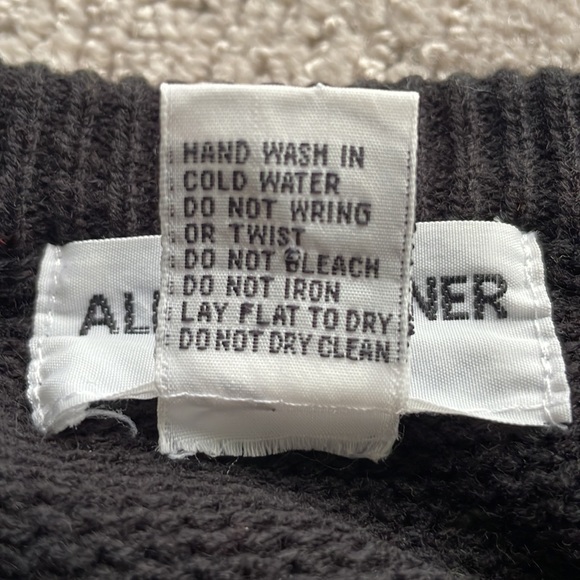 HAND WASH IN
COLD WATER
DO NOT WRING
OR TWIST
DO NOT BLEACH
DO NOT IRON
LAY FLAT TO DRY
DO NOT DRY CLEAN